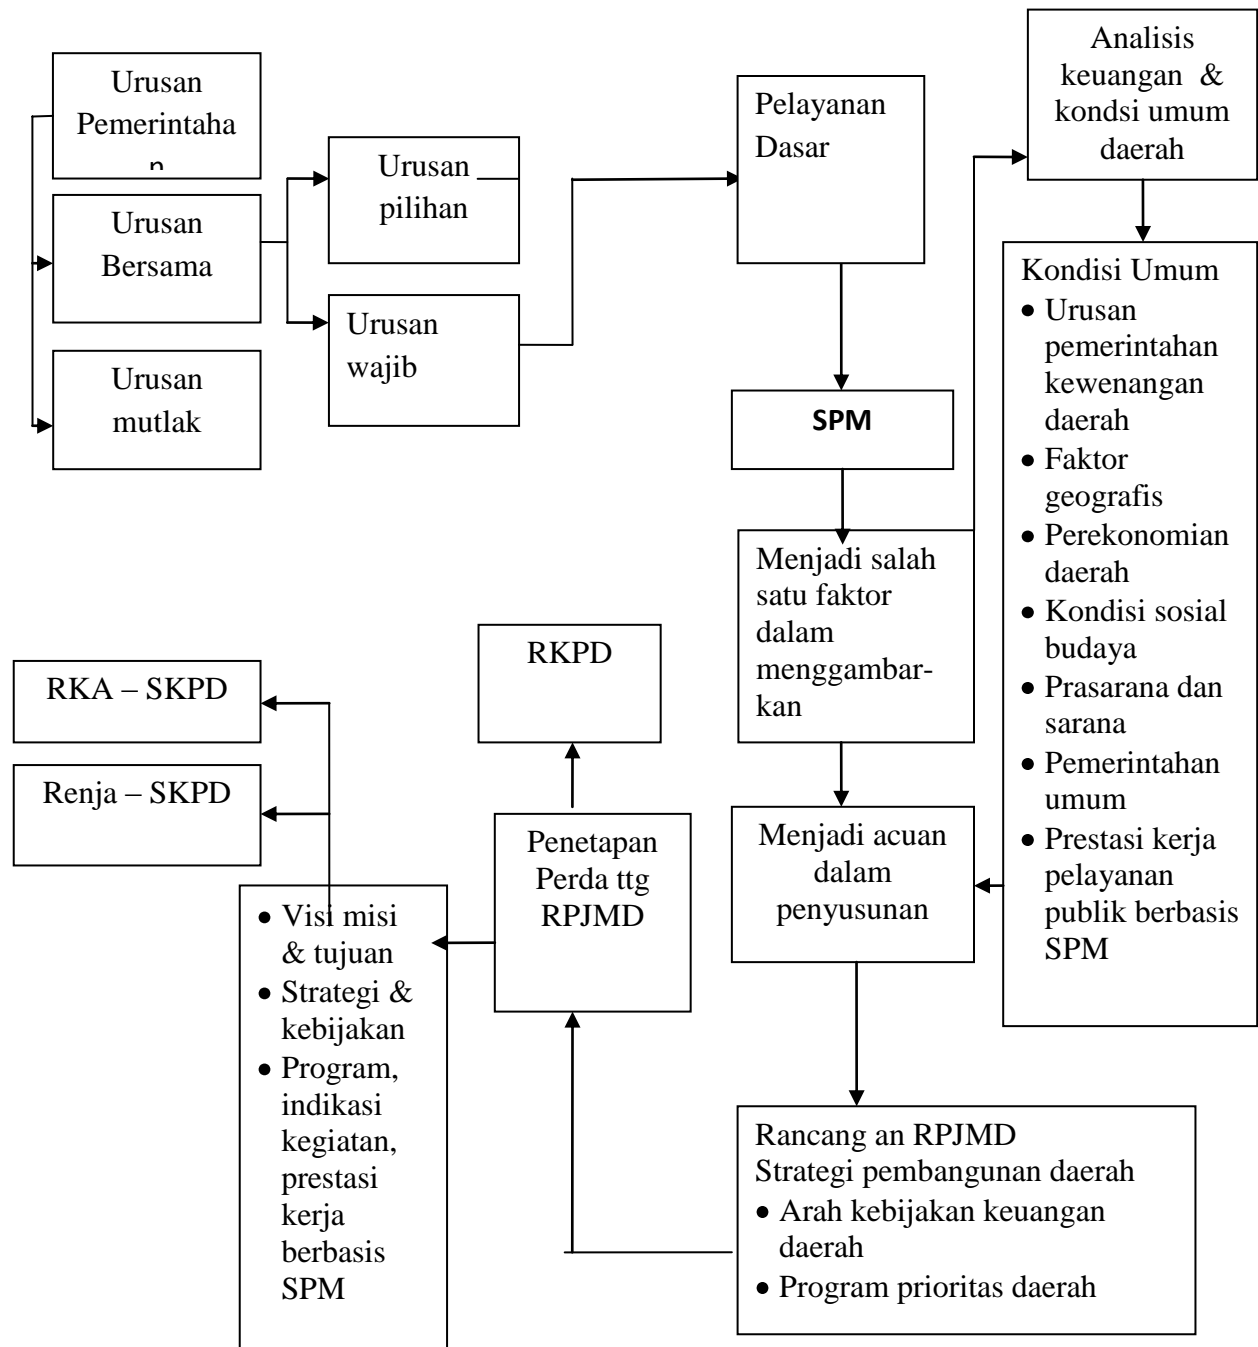 Urusan
Pemerintaha
n
Urusan
Bersama
Urusan
mutlak
Urusan
pilihan
Urusan
wajib
Pelayanan
Dasar
SPM
Menjadi salah
satu faktor
dalam
menggambar-
kan
Analisis
keuangan &
kondsi umum
daerah
Kondisi Umum
• Urusan
pemerintahan
kewenangan
daerah
• Faktor
geografis
• Perekonomian
daerah
• Kondisi sosial
budaya
• Prasarana dan
sarana
• Pemerintahan
umum
• Prestasi kerja
pelayanan
publik berbasis
SPM
Menjadi acuan
dalam
penyusunan
Rancang an RPJMD
Strategi pembangunan daerah
• Arah kebijakan keuangan
daerah
• Program prioritas daerah
Penetapan
Perda ttg
RPJMD
RKPD
• Visi misi
& tujuan
• Strategi &
kebijakan
• Program,
indikasi
kegiatan,
prestasi
kerja
berbasis
SPM
RKA – SKPD
Renja – SKPD